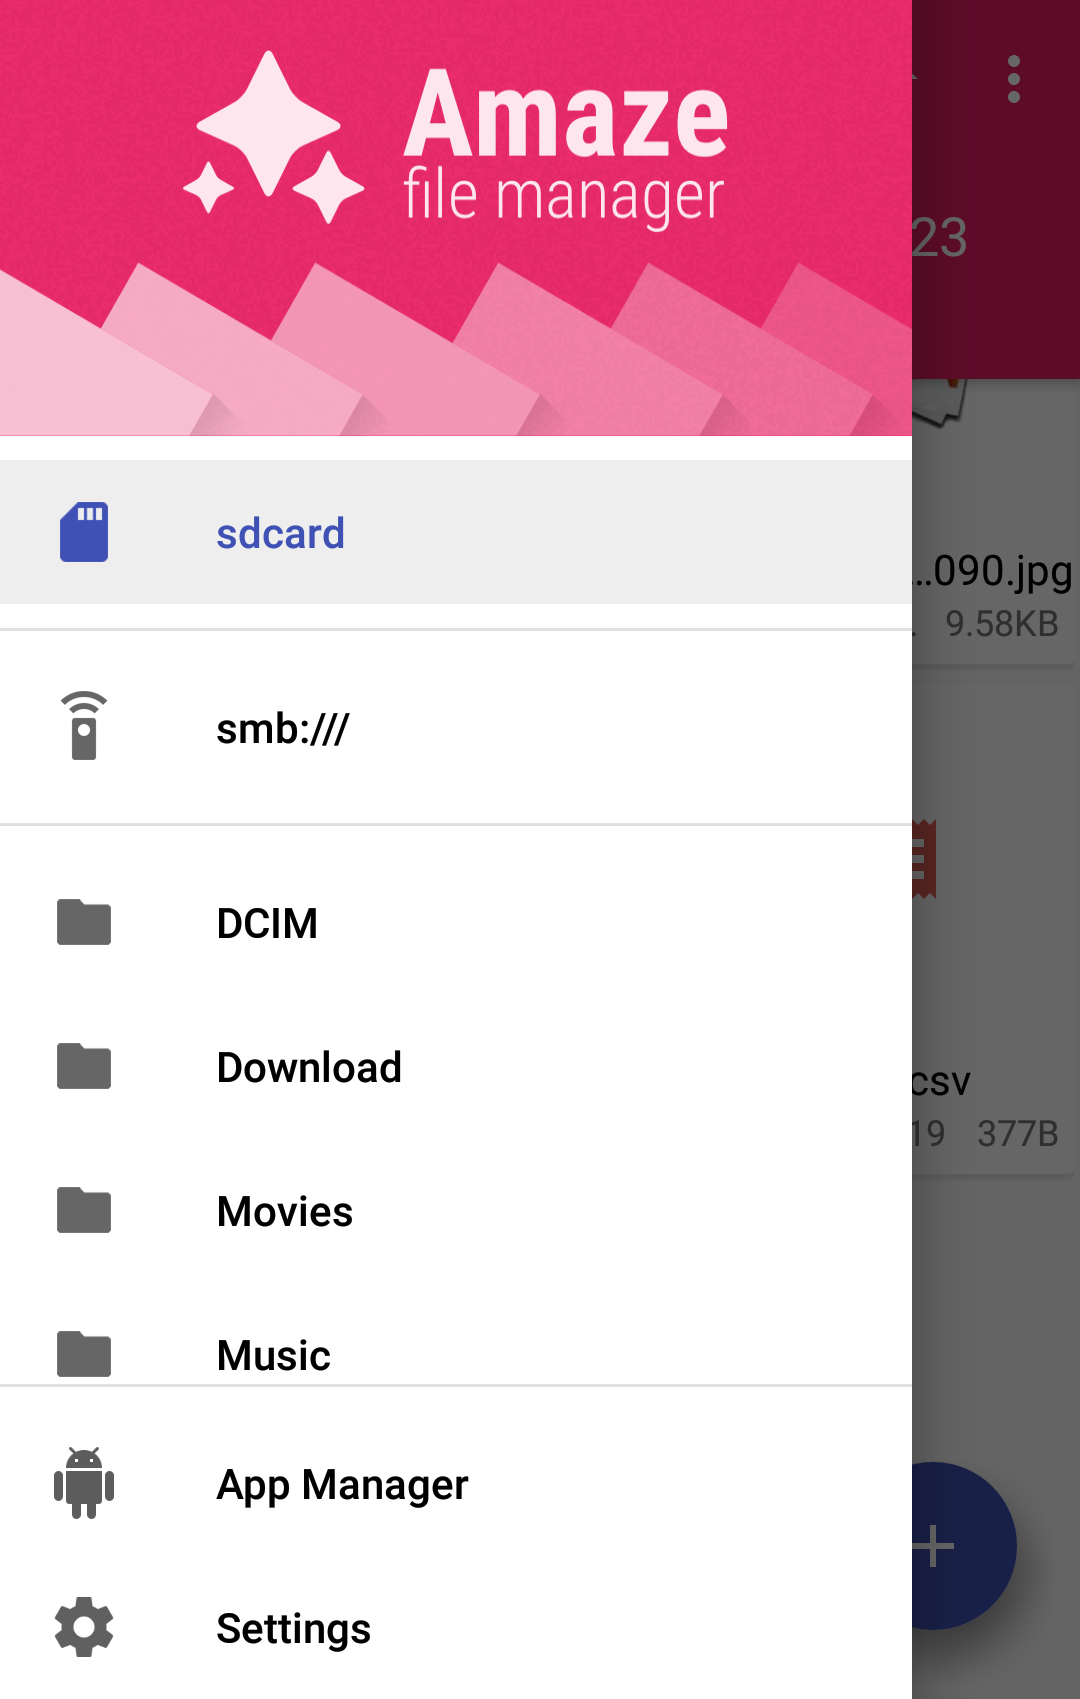 Amaze
file manager
23
sdcard
...090.jpg
9.58KB
smb:///
DCIM
csv
Download
19 377B
Movies
Music
App Manager
Settings